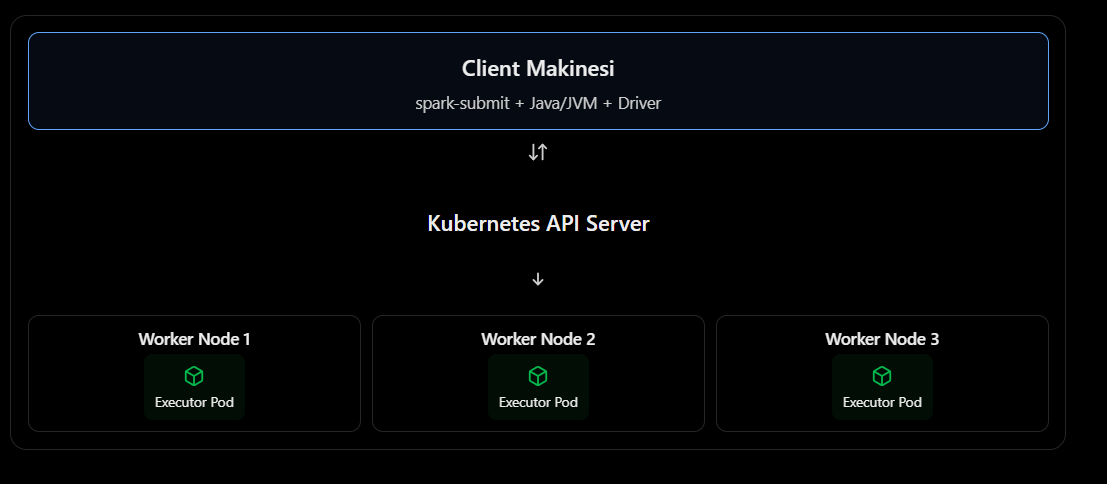 Client Makinesi
spark-submit + Java/JVM + Driver
Kubernetes API Server
Worker Node 1
Executor Pod
Worker Node 2
Executor Pod
Worker Node 3
Executor Pod